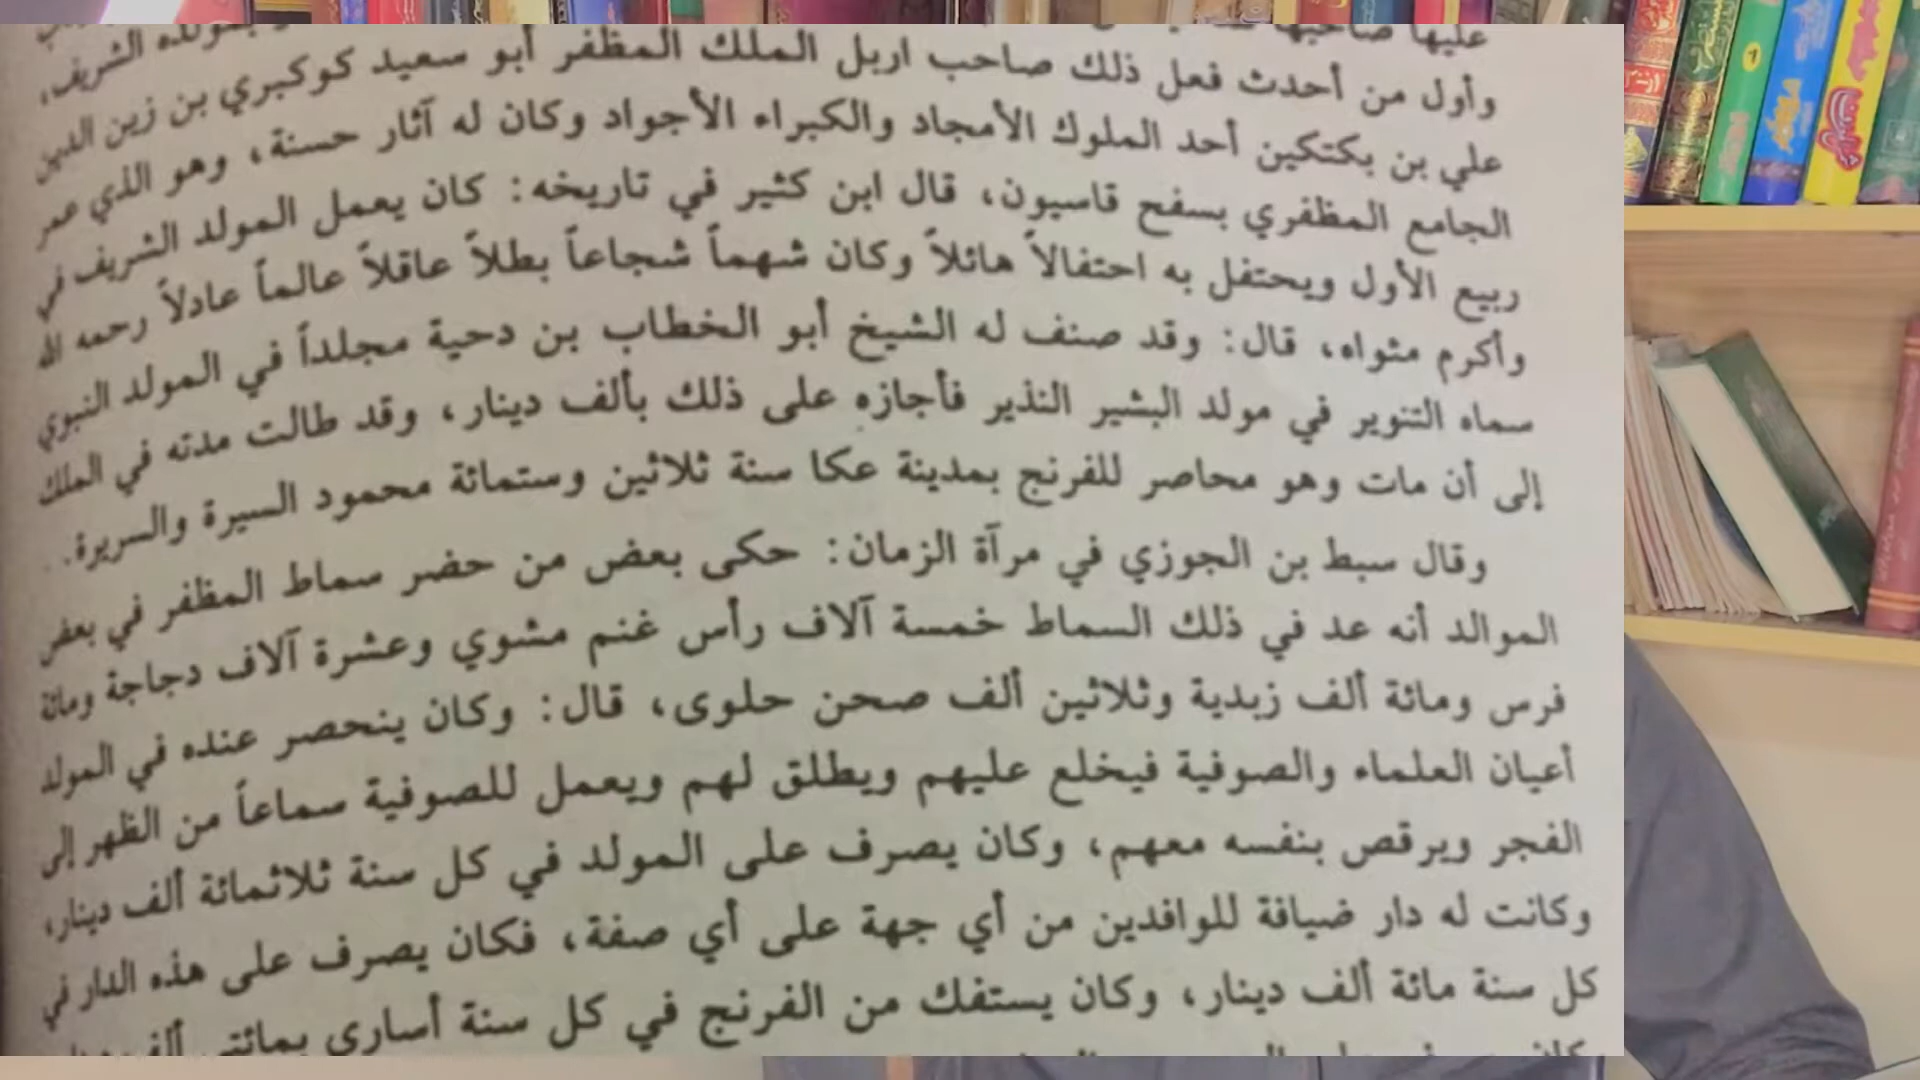 عليها صاحبها
بمولده الشريف،
وأول من أحدث فعل ذلك صاحب اربل الملك المظفر أبو سعيد كوكبري بن زين الدين
علي بن بكتكين أحد الملوك الأمجاد والكبراء الأجواد وكان له آثار حسنة، وهو الذي عمر
الجامع المظفري بسفح قاسيون، قال ابن كثير في تاريخه: كان يعمل المولد الشريف في
ربيع الأول ويحتفل به احتفالاً هائلاً وكان شهماً شجاعاً بطلاً عاقلاً عالماً عادلاً رحمه الله
وأكرم مثواه، قال: وقد صنف له الشيخ أبو الخطاب بن دحية مجلداً في المولد النبوي
سماه التنوير في مولد البشير النذير فأجازه على ذلك بألف دينار، وقد طالت مدته في الملك
إلى أن مات وهو محاصر للفرنج بمدينة عكا سنة ثلاثين وستمائة محمود السيرة والسريرة.
وقال سبط بن الجوزي في مرآة الزمان: حكى بعض من حضر سماط المظفر في بعض
الموالد أنه عد في ذلك السماط خمسة آلاف رأس غنم مشوي وعشرة آلاف دجاجة ومائة
فرس ومائة ألف زبدية وثلاثين ألف صحن حلوى، قال: وكان ينحصر عنده في المولد
أعيان العلماء والصوفية فيخلع عليهم ويطلق لهم ويعمل للصوفية سماعاً من الظهر إلى
الفجر ويرقص بنفسه معهم، وكان يصرف على المولد في كل سنة ثلاثمائة ألف دينار،
وكانت له دار ضيافة للوافدين من أي جهة على أي صفة، فكان يصرف على هذه الدار في
كل سنة مائة ألف دينار، وكان يستفك من الفرنج في كل سنة أسارى بمائتي ألف